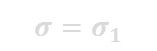 σ = σ₁